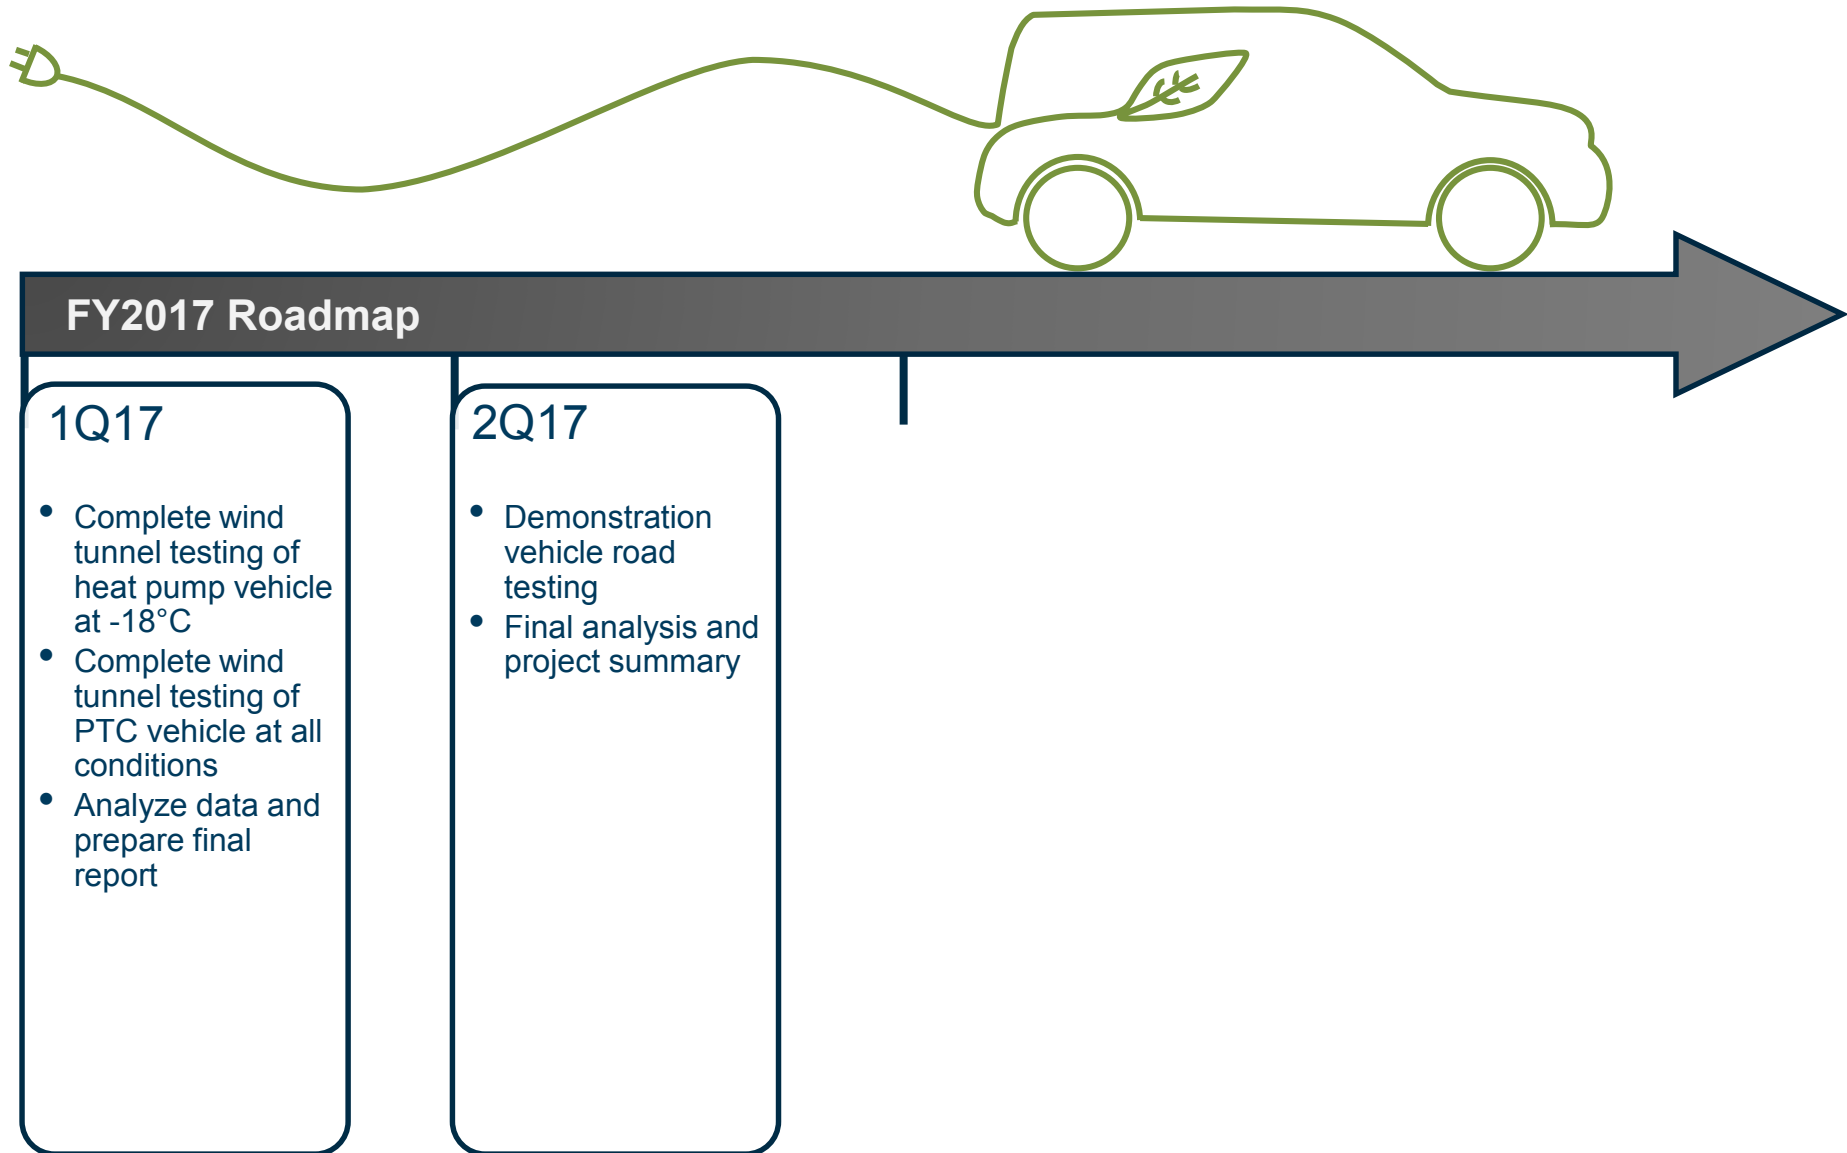 FY2017 Roadmap
1Q17
• Complete wind
tunnel testing of
heat pump vehicle
at -18°C
• Complete wind
tunnel testing of
PTC vehicle at all
conditions
• Analyze data and
prepare final
report
2Q17
• Demonstration
vehicle road
testing
• Final analysis and
project summary